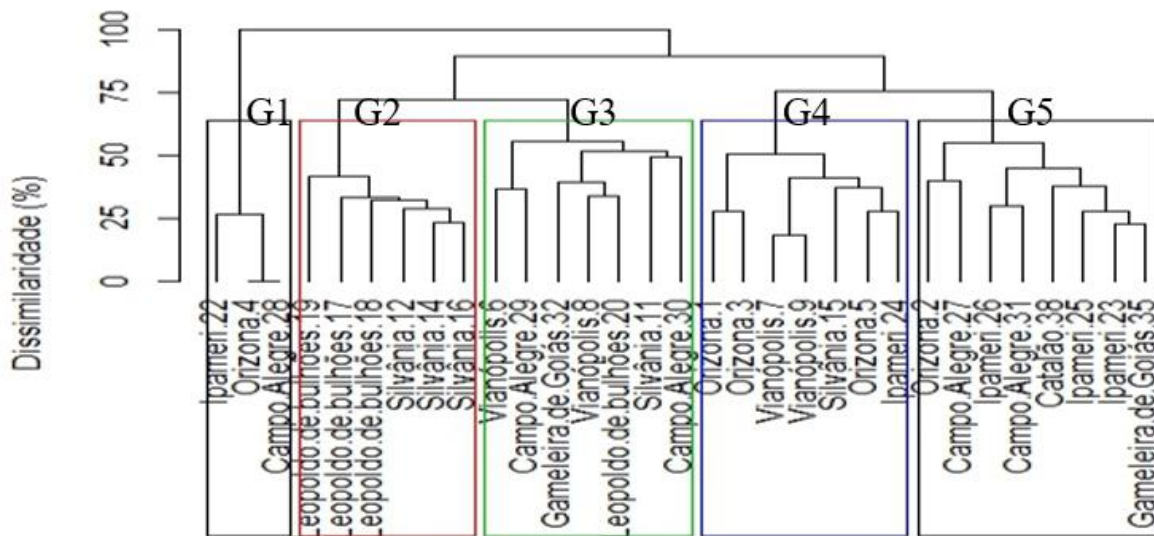 Dissimilaridade (%)
100
75
50
25
0
G1
G2
G3
G4
G5
Ipameri.22
Orizona.4
Campo.Alegre.28
Leopoldo.de.bulhões.19
Leopoldo.de.bulhões.17
Leopoldo.de.bulhões.18
Silvânia.12
Silvânia.14
Silvania.16
Vianópolis.6
Campo.Alegre.29
Gameleira.de.Goias.32
Vianópolis.8
Leopoldo.de.bulhões.20
Silvânia.11
Campo.Alegre.30
Orizona.1
Orizona.3
Vianópolis.7
Vianopolis.9
Silvânia.15
Orizona.5
Ipameri.24
Orizona.2
Campo.Alegre.27
Ipameri.26
Campo.Alegre.31
Catalão.38
Ipameri.25
Ipameri.23
Gameleira.de.Goiás.35